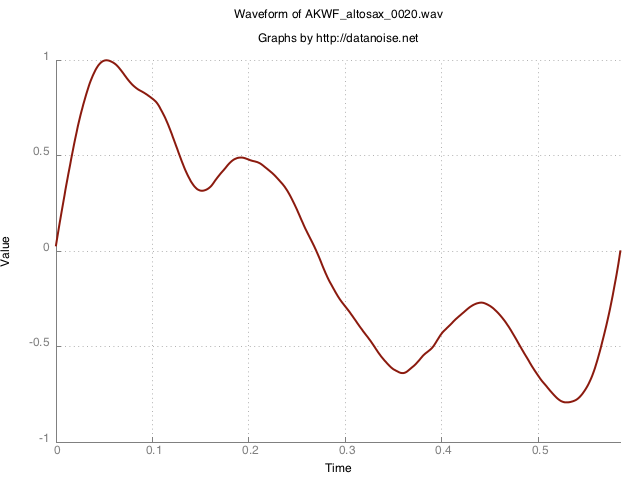 Waveform of AKWF_altosax_0020.wav
Graphs by http://datanoise.net
1
0.5
0
-0.5
-1
Value
0 0.1 0.2 0.3 0.4 0.5
Time